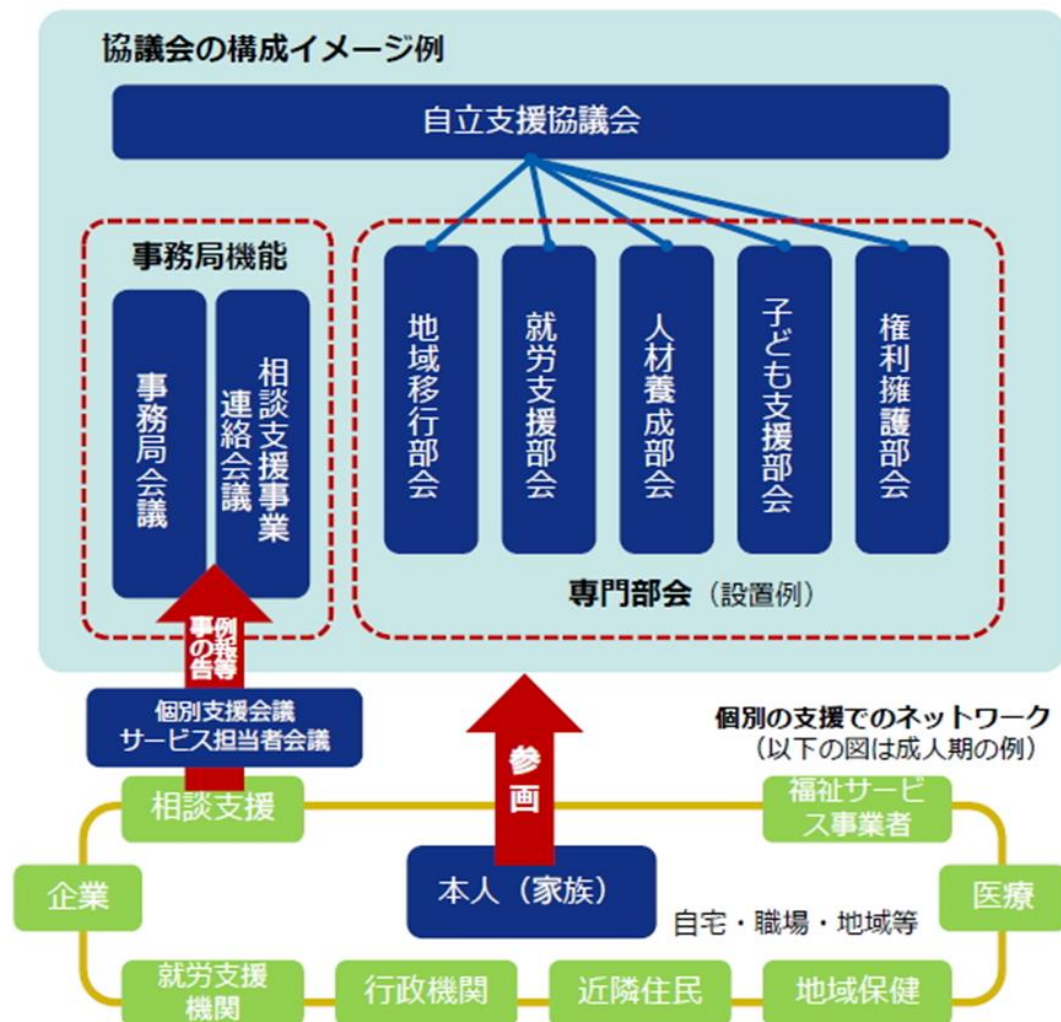 協議会の構成イメージ例
自立支援協議会
事務局機能
事務局会議
相談支援事業
連絡会議
地域移行部会
就労支援部会
人材養成部会
子ども支援部会
権利擁護部会
専門部会（設置例）
事例
の報
告等
個別支援会議
サービス担当者会議
参画
個別の支援でのネットワーク
（以下の図は成人期の例）
相談支援
福祉サービ
ス事業者
企業
本人（家族）
医療
自宅・職場・地域等
就労支援
機関
行政機関
近隣住民
地域保健